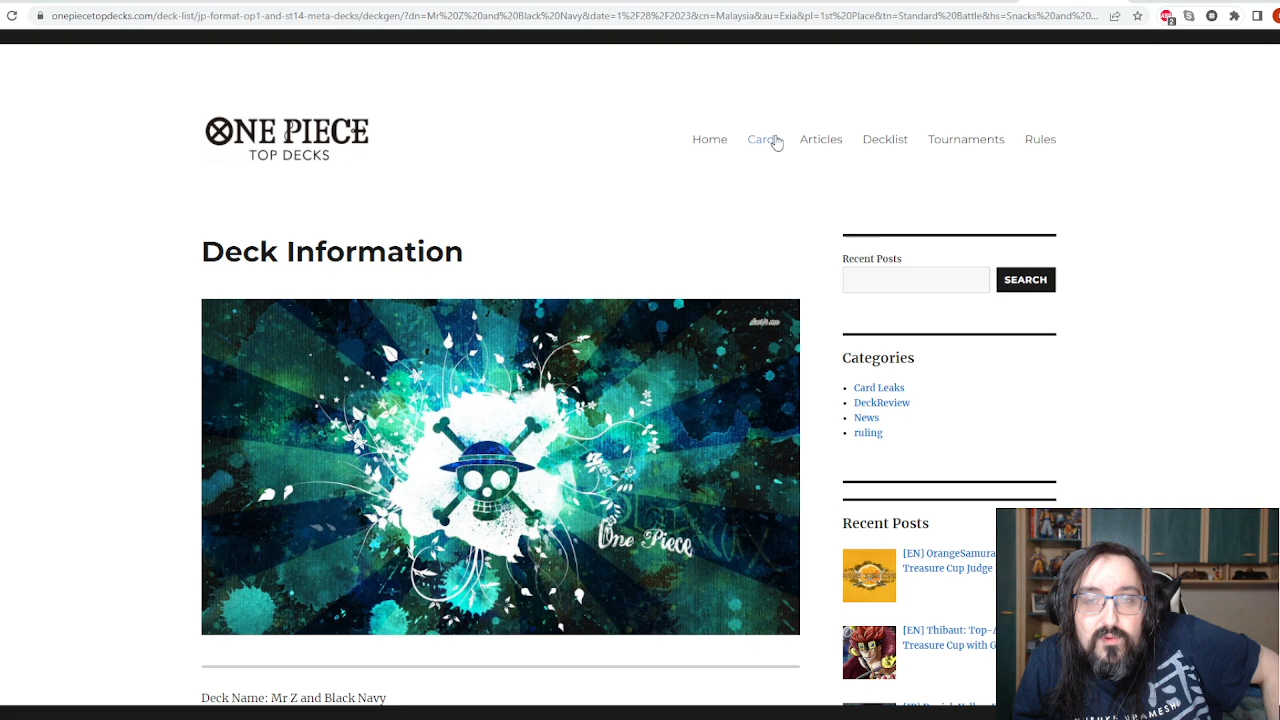 onepiecetopdecks.com/deck-list/jp-format-op1-and-st14-meta-decks/deckgen/?dn=Mr%20Z%20and%20Black%20Navy&date=1%2F28%2F2023&cn=Malaysia&au=Exia&pl=1st%20Place&tn=Standard%20Battle&hs=Snacks%20and%20...
2
ONE PIECE
TOP DECKS
Home Cards Articles Decklist Tournaments Rules
Deck Information
One Piece
Deck Name: Mr Z and Black Navy
Recent Posts
SEARCH
Categories
• Card Leaks
• DeckReview
• News
• ruling
Recent Posts
[EN] OrangeSamura
Treasure Cup Judge
[EN] Thibaut: Top-
Treasure Cup with G